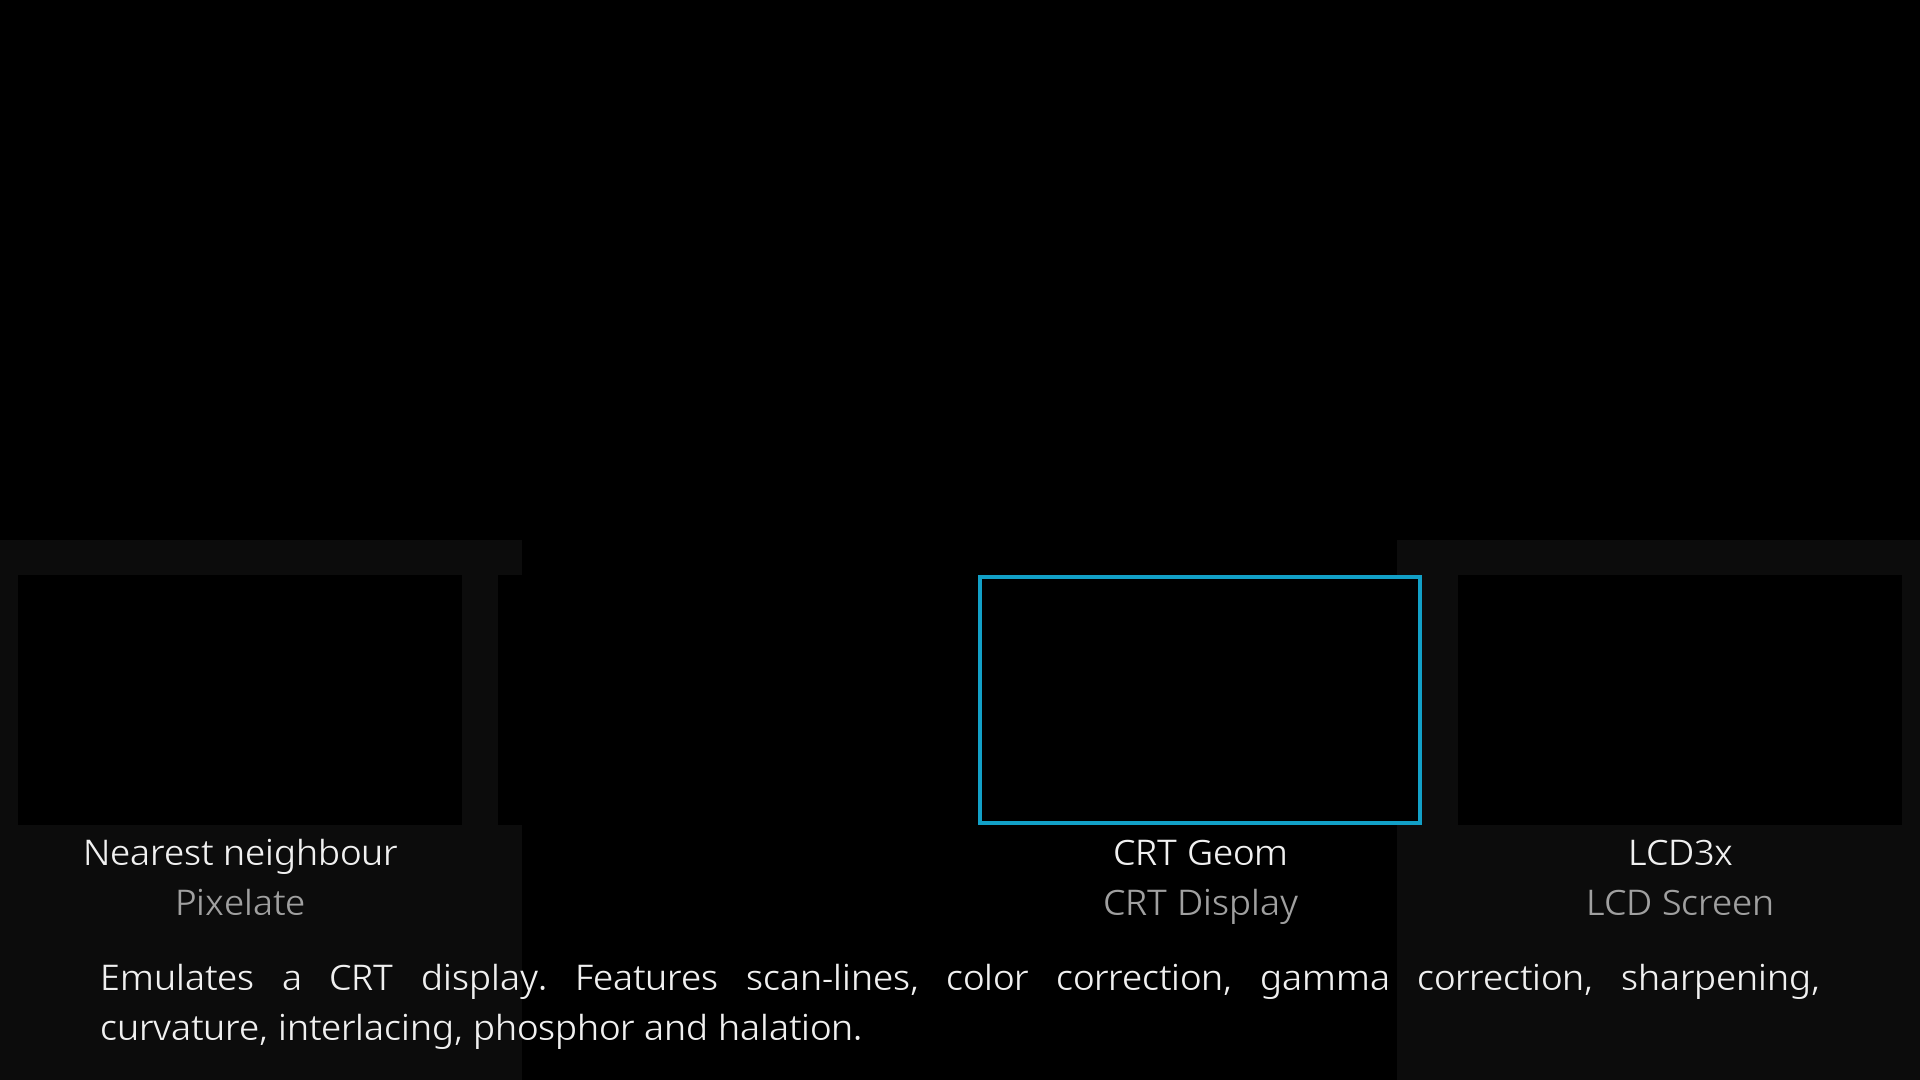 Nearest neighbour
Pixelate
CRT Geom
CRT Display
LCD3x
LCD Screen
Emulates a CRT display. Features scan-lines, color correction, gamma correction, sharpening,
curvature, interlacing, phosphor and halation.